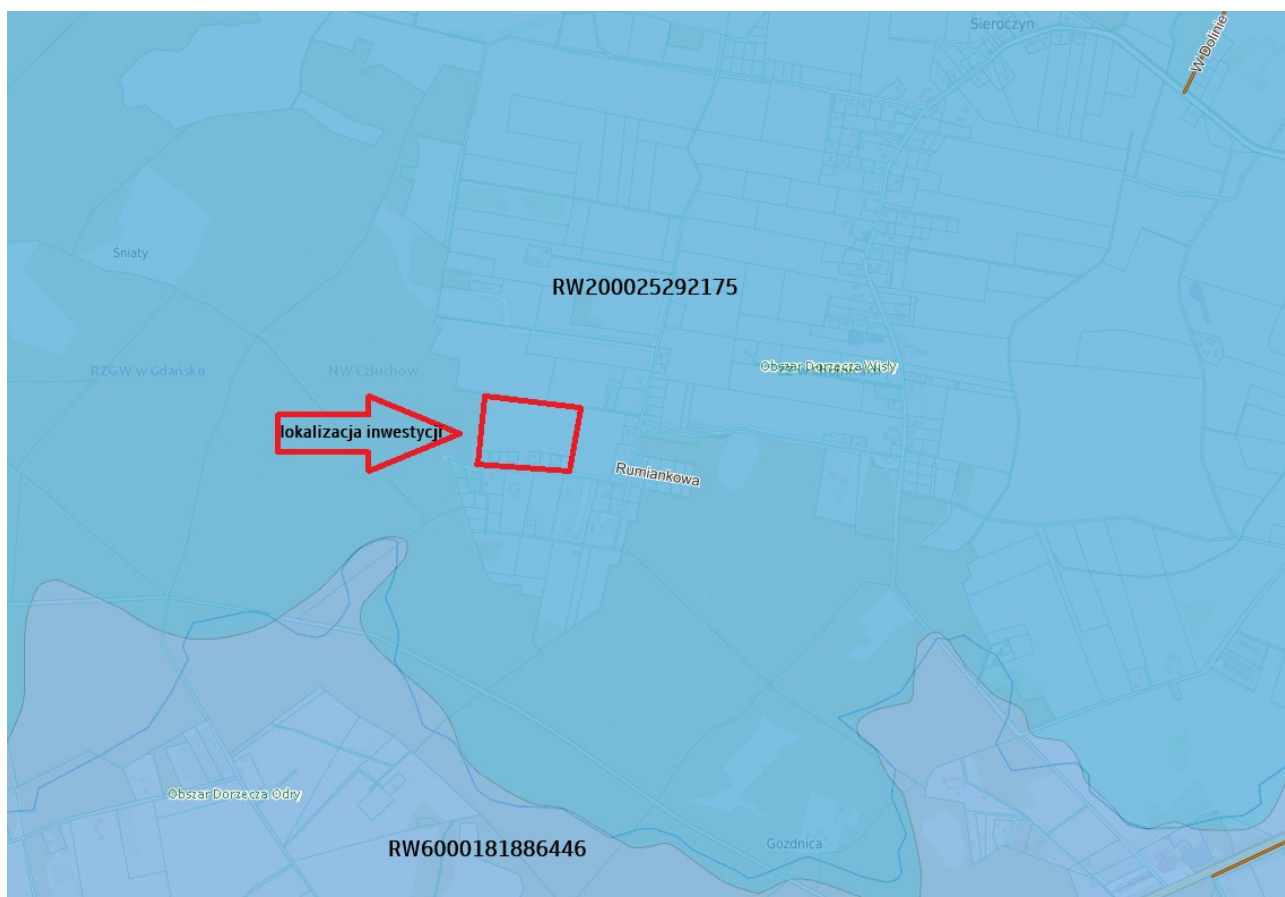 Sieroczyn
W Dolinie
Śniaty
RW200025292175
RZGW w Gdańsku
NW Człuchów
Obszar Dorzecza Wisły
lokalizacja inwestycji
Rumiankowa
Obszar Dorzecza Odry
RW6000181886446
Gozdnica